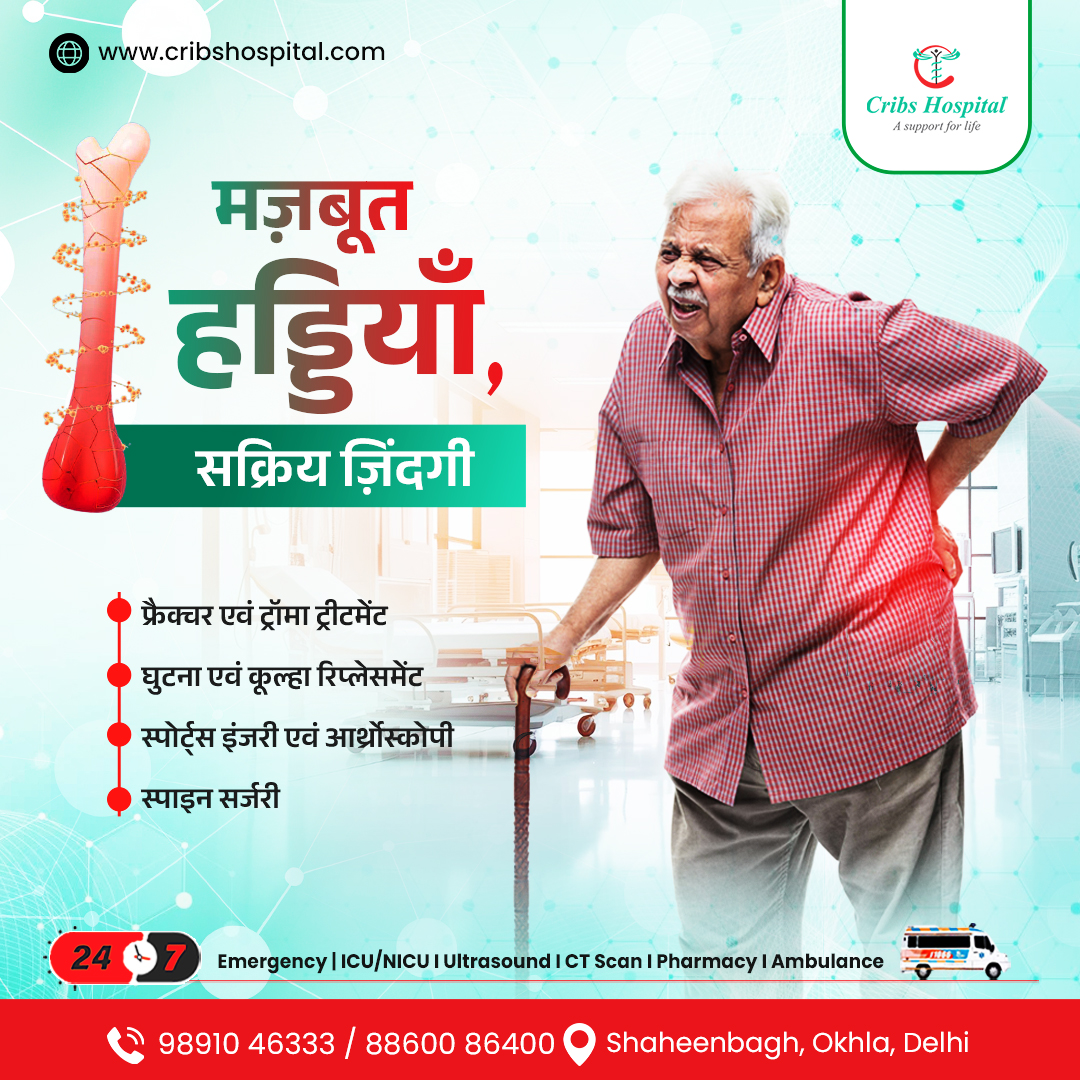 www.cribshospital.com
Cribs Hospital
A support for life
मज़बूत
हड्डियाँ,
सक्रिय ज़िंदगी
फ्रैक्चर एवं ट्रॉमा ट्रीटमेंट
घुटना एवं कूल्हा रिप्लेसमेंट
स्पोर्ट्स इंजरी एवं आर्थ्रोस्कोपी
स्पाइन सर्जरी
24 7
Emergency | ICU/NICU I Ultrasound I CT Scan I Pharmacy I Ambulance
98910 46333 / 88600 86400 Shaheenbagh, Okhla, Delhi